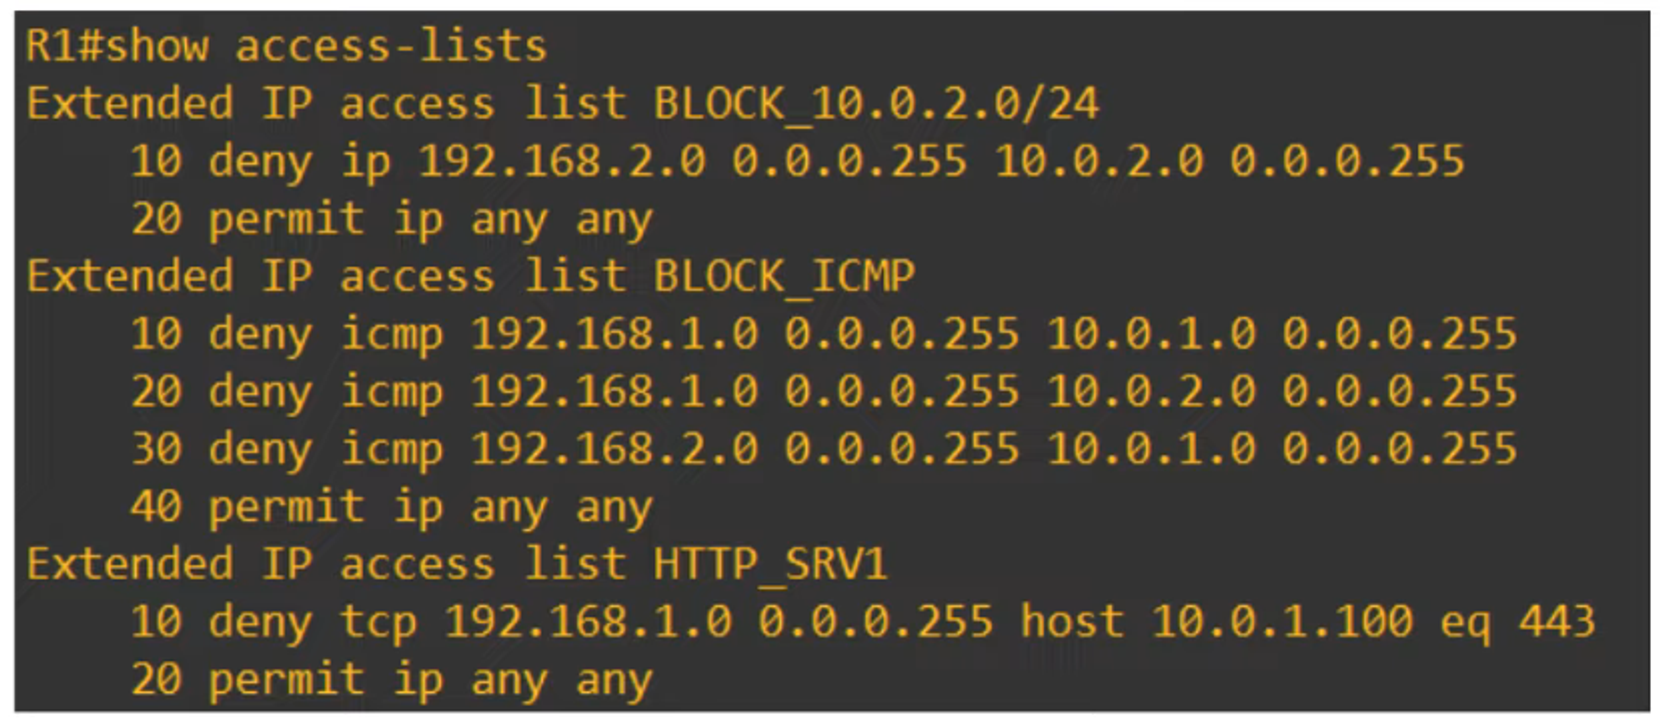 R1#show access-lists
Extended IP access list BLOCK_10.0.2.0/24
    10 deny ip 192.168.2.0 0.0.0.255 10.0.2.0 0.0.0.255
    20 permit ip any any
Extended IP access list BLOCK_ICMP
    10 deny icmp 192.168.1.0 0.0.0.255 10.0.1.0 0.0.0.255
    20 deny icmp 192.168.1.0 0.0.0.255 10.0.2.0 0.0.0.255
    30 deny icmp 192.168.2.0 0.0.0.255 10.0.1.0 0.0.0.255
    40 permit ip any any
Extended IP access list HTTP_SRV1
    10 deny tcp 192.168.1.0 0.0.0.255 host 10.0.1.100 eq 443
    20 permit ip any any